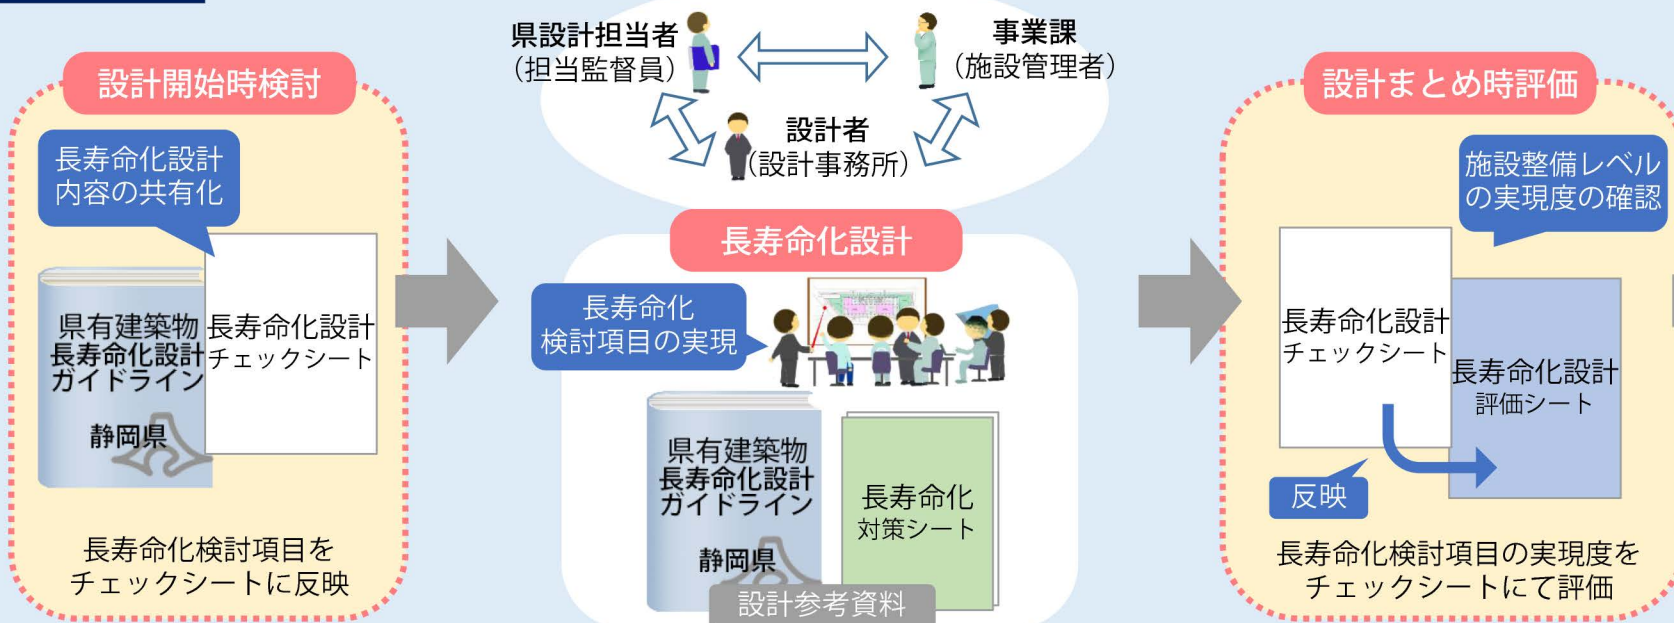 設計開始時検討
長寿命化設計
内容の共有化
県有建築物
長寿命化設計
ガイドライン
静岡県
長寿命化設計
チェックシート
長寿命化検討項目を
チェックシートに反映
県設計担当者
（担当監督員）
事業課
（施設管理者）
設計者
（設計事務所）
長寿命化設計
長寿命化
検討項目の実現
県有建築物
長寿命化設計
ガイドライン
静岡県
長寿命化
対策シート
設計参考資料
設計まとめ時評価
施設整備レベル
の実現度の確認
長寿命化設計
チェックシート
長寿命化設計
評価シート
反映
長寿命化検討項目の実現度を
チェックシートにて評価